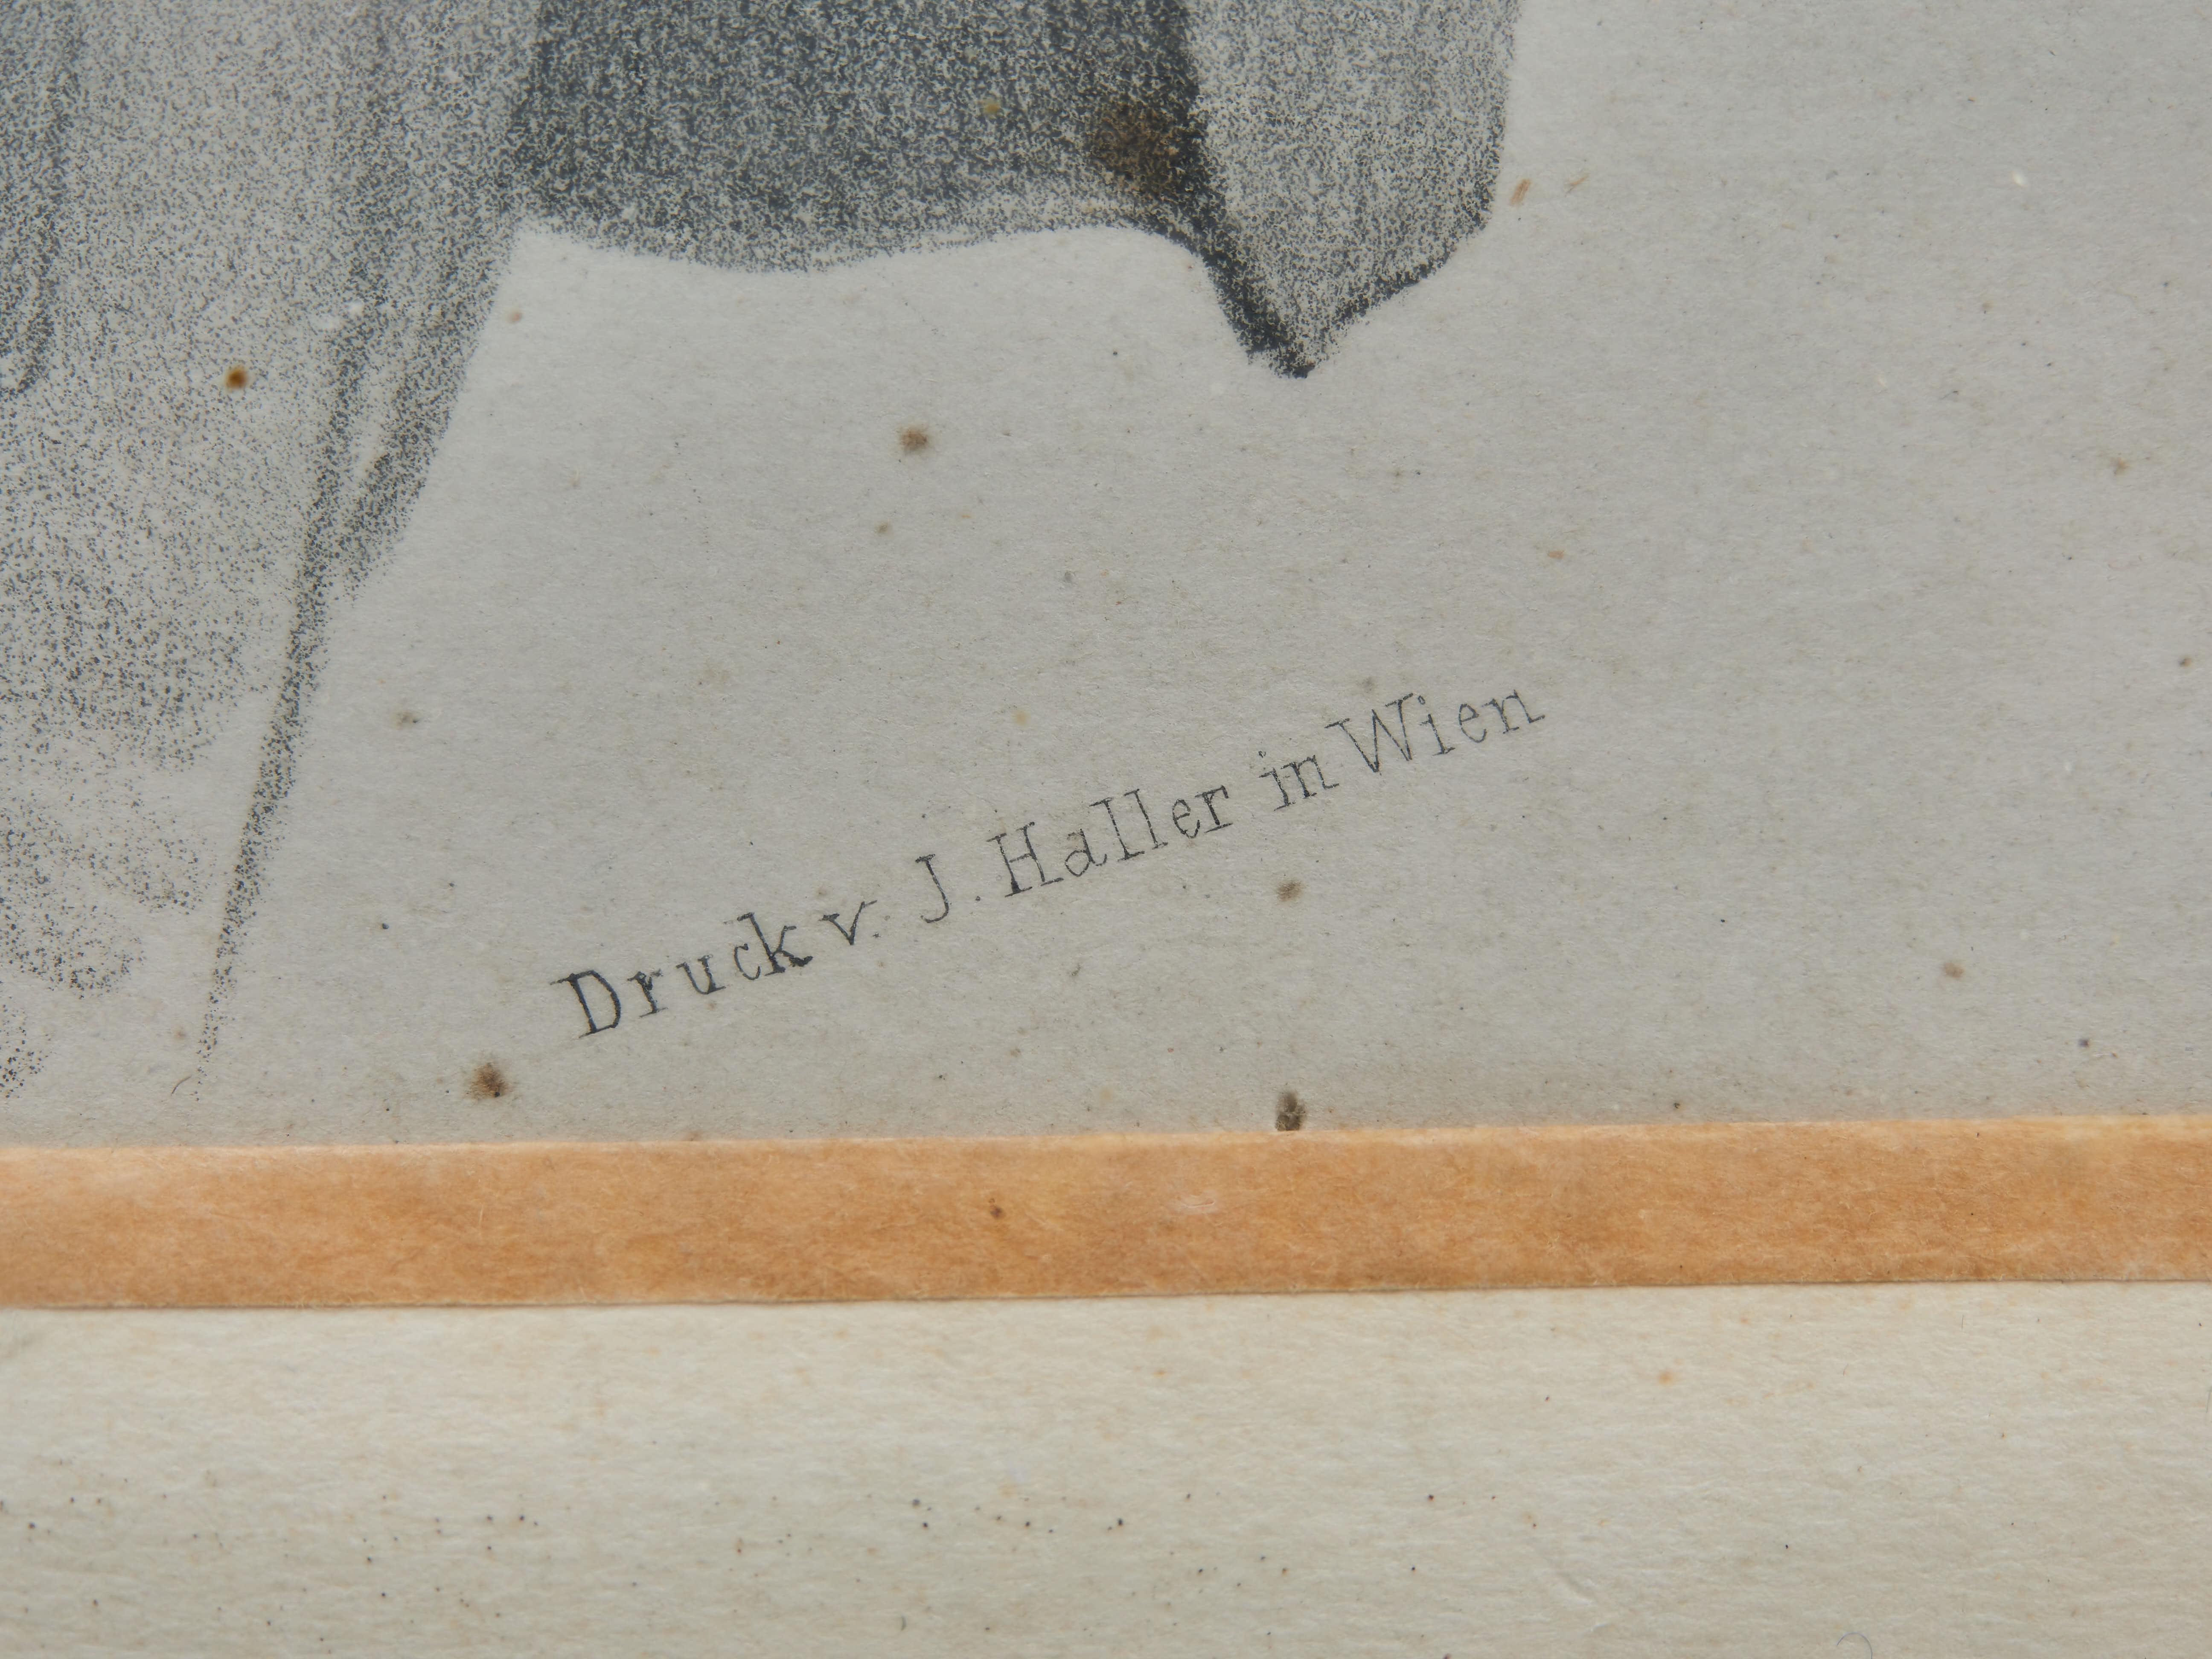 Druck v. J. Haller in Wien